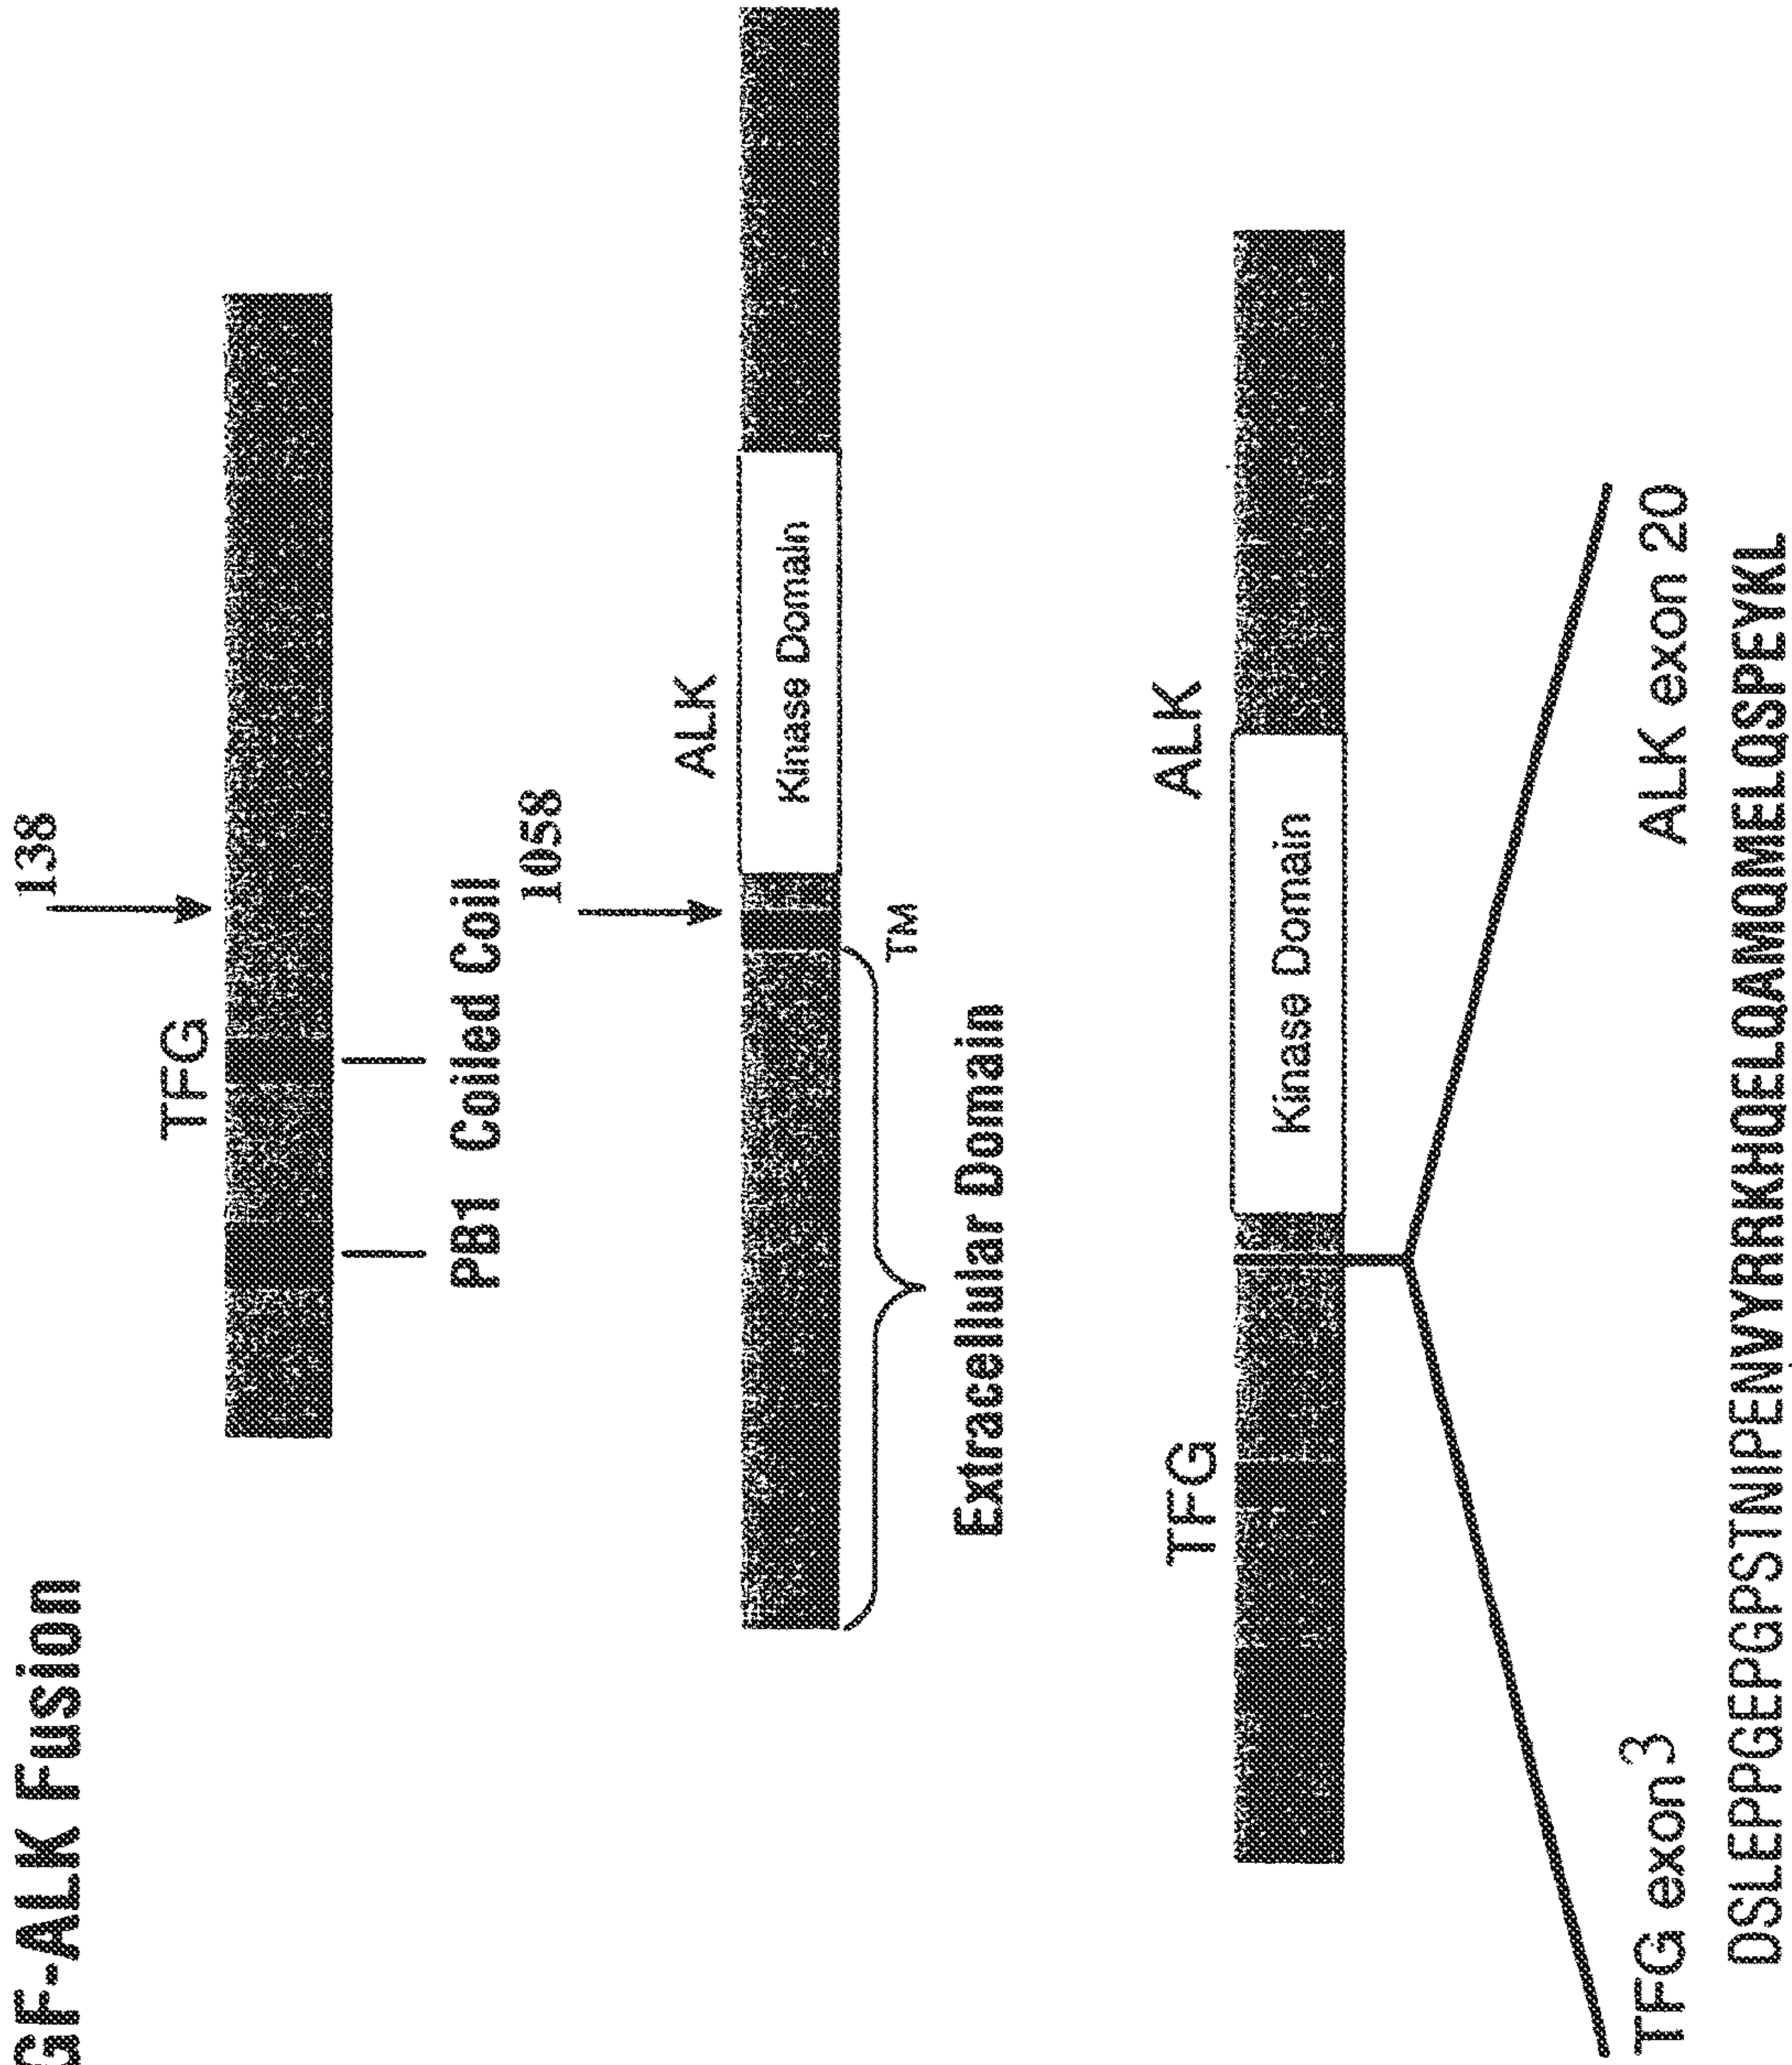 GF-ALK Fusion
138
TFG
PB1 Coiled Coil
1058
ALK
Kinase Domain
TM
Extracellular Domain
TFG
ALK
Kinase Domain
TFG exon 3
ALK exon 20
DSLEPPGEPGPSTNIPENVYRRKHQELQAMQMELQSPEYKL